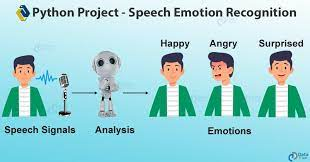 Python Project - Speech Emotion Recognition
Happy Angry Surprised
Speech Signals Analysis Emotions